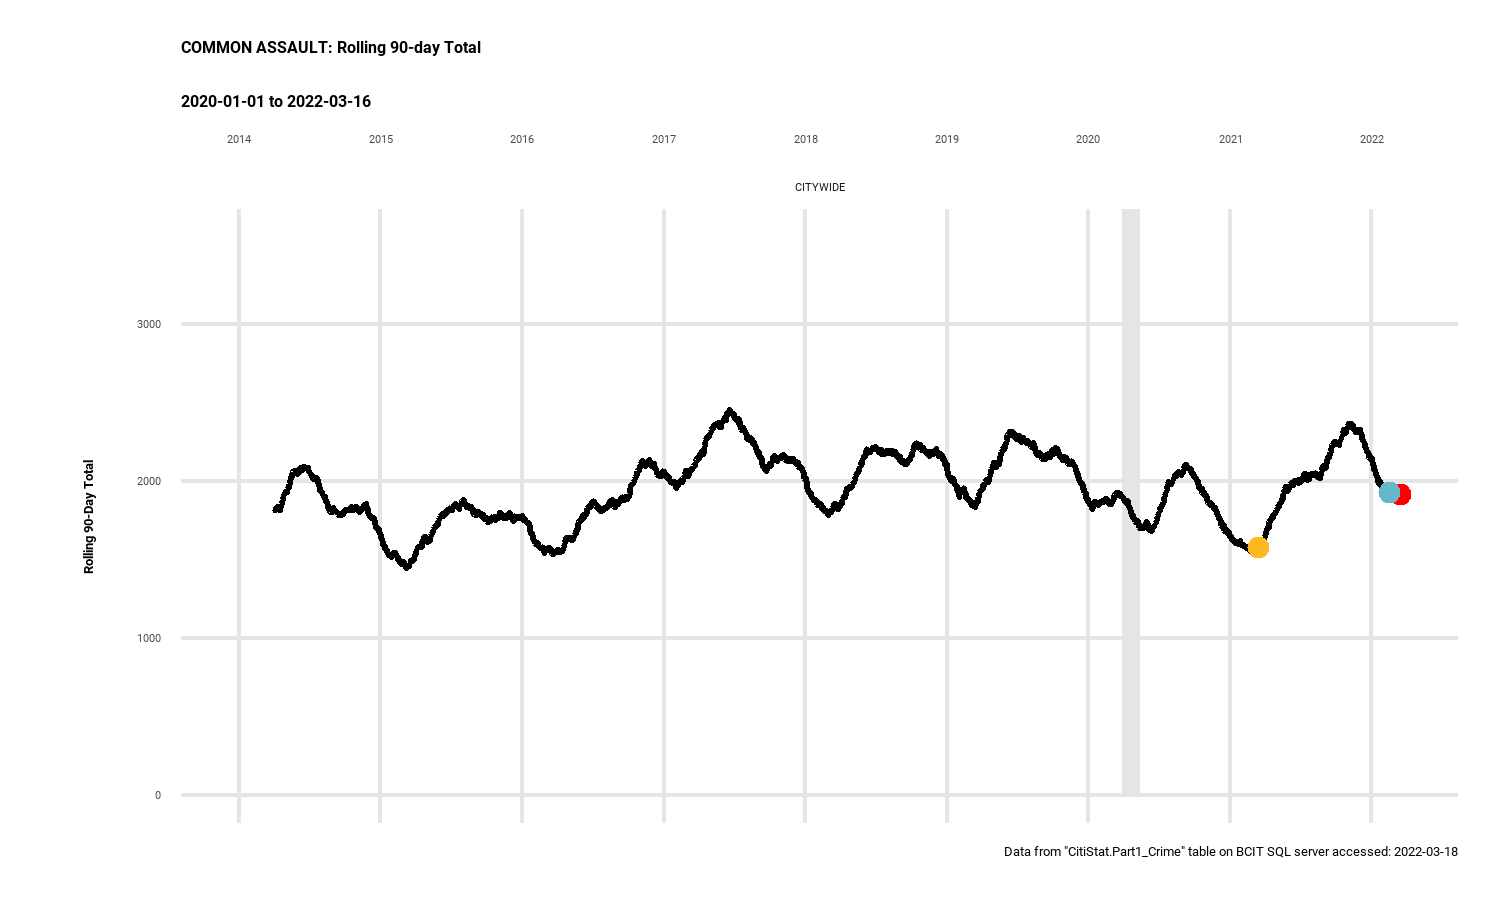 COMMON ASSAULT: Rolling 90-day Total
2020-01-01 to 2022-03-16
2014 2015 2016 2017 2018 2019 2020 2021 2022
CITYWIDE
3000
2000
1000
0
Rolling 90-Day Total
Data from "CitiStat.Part1_Crime" table on BCIT SQL server accessed: 2022-03-18